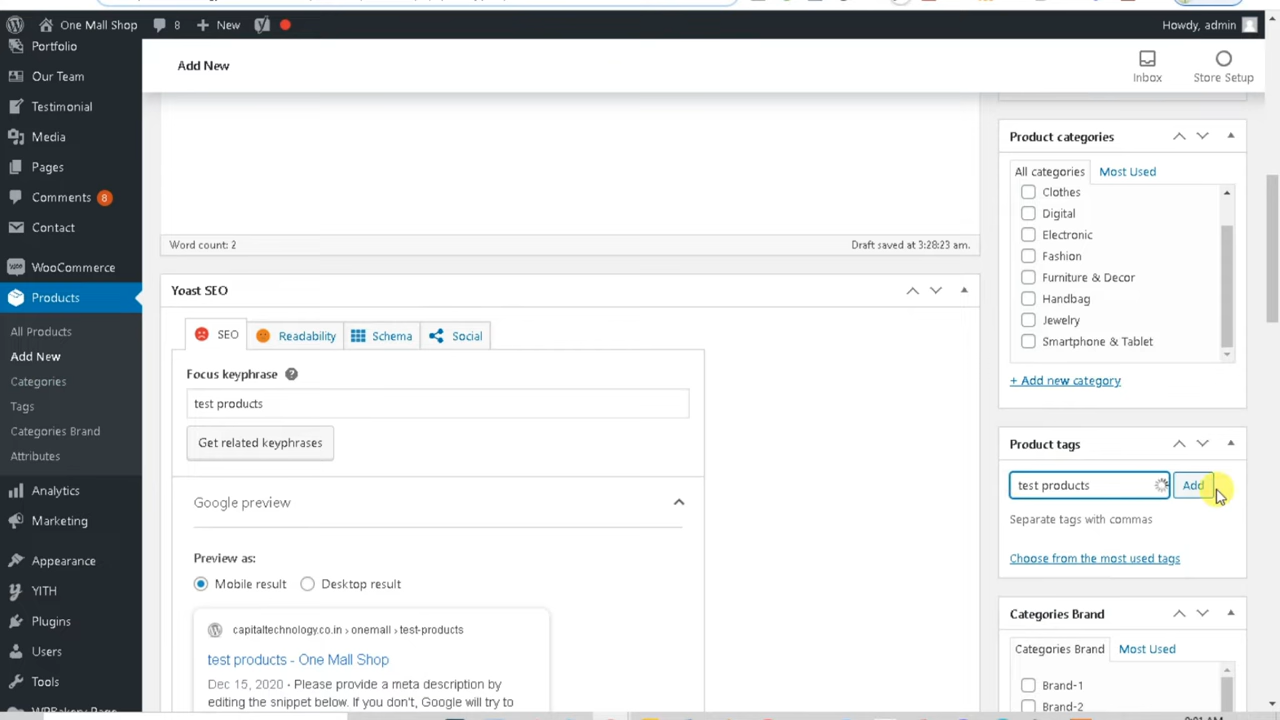 One Mall Shop 8 New Howdy, admin
Portfolio
Our Team
Testimonial
Media
Pages
Comments 8
Contact
WooCommerce
Products
All Products
Add New
Categories
Tags
Categories Brand
Attributes
Analytics
Marketing
Appearance
YITH
Plugins
Users
Tools
Add New
Inbox
Store Setup
Word count: 2 Draft saved at 3:28:23 am.
Yoast SEO
SEO Readability Schema Social
Focus keyphrase ?
test products
Get related keyphrases
Google preview
Preview as:
Mobile result Desktop result
capitaltechnology.co.in › onemall › test-products
test products - One Mall Shop
Dec 15, 2020 · Please provide a meta description by
editing the snippet below. If you don't, Google will try to
Product categories
All categories Most Used
Clothes
Digital
Electronic
Fashion
Furniture & Decor
Handbag
Jewelry
Smartphone & Tablet
+ Add new category
Product tags
test products Add
Separate tags with commas
Choose from the most used tags
Categories Brand
Categories Brand Most Used
Brand-1
Brand-2